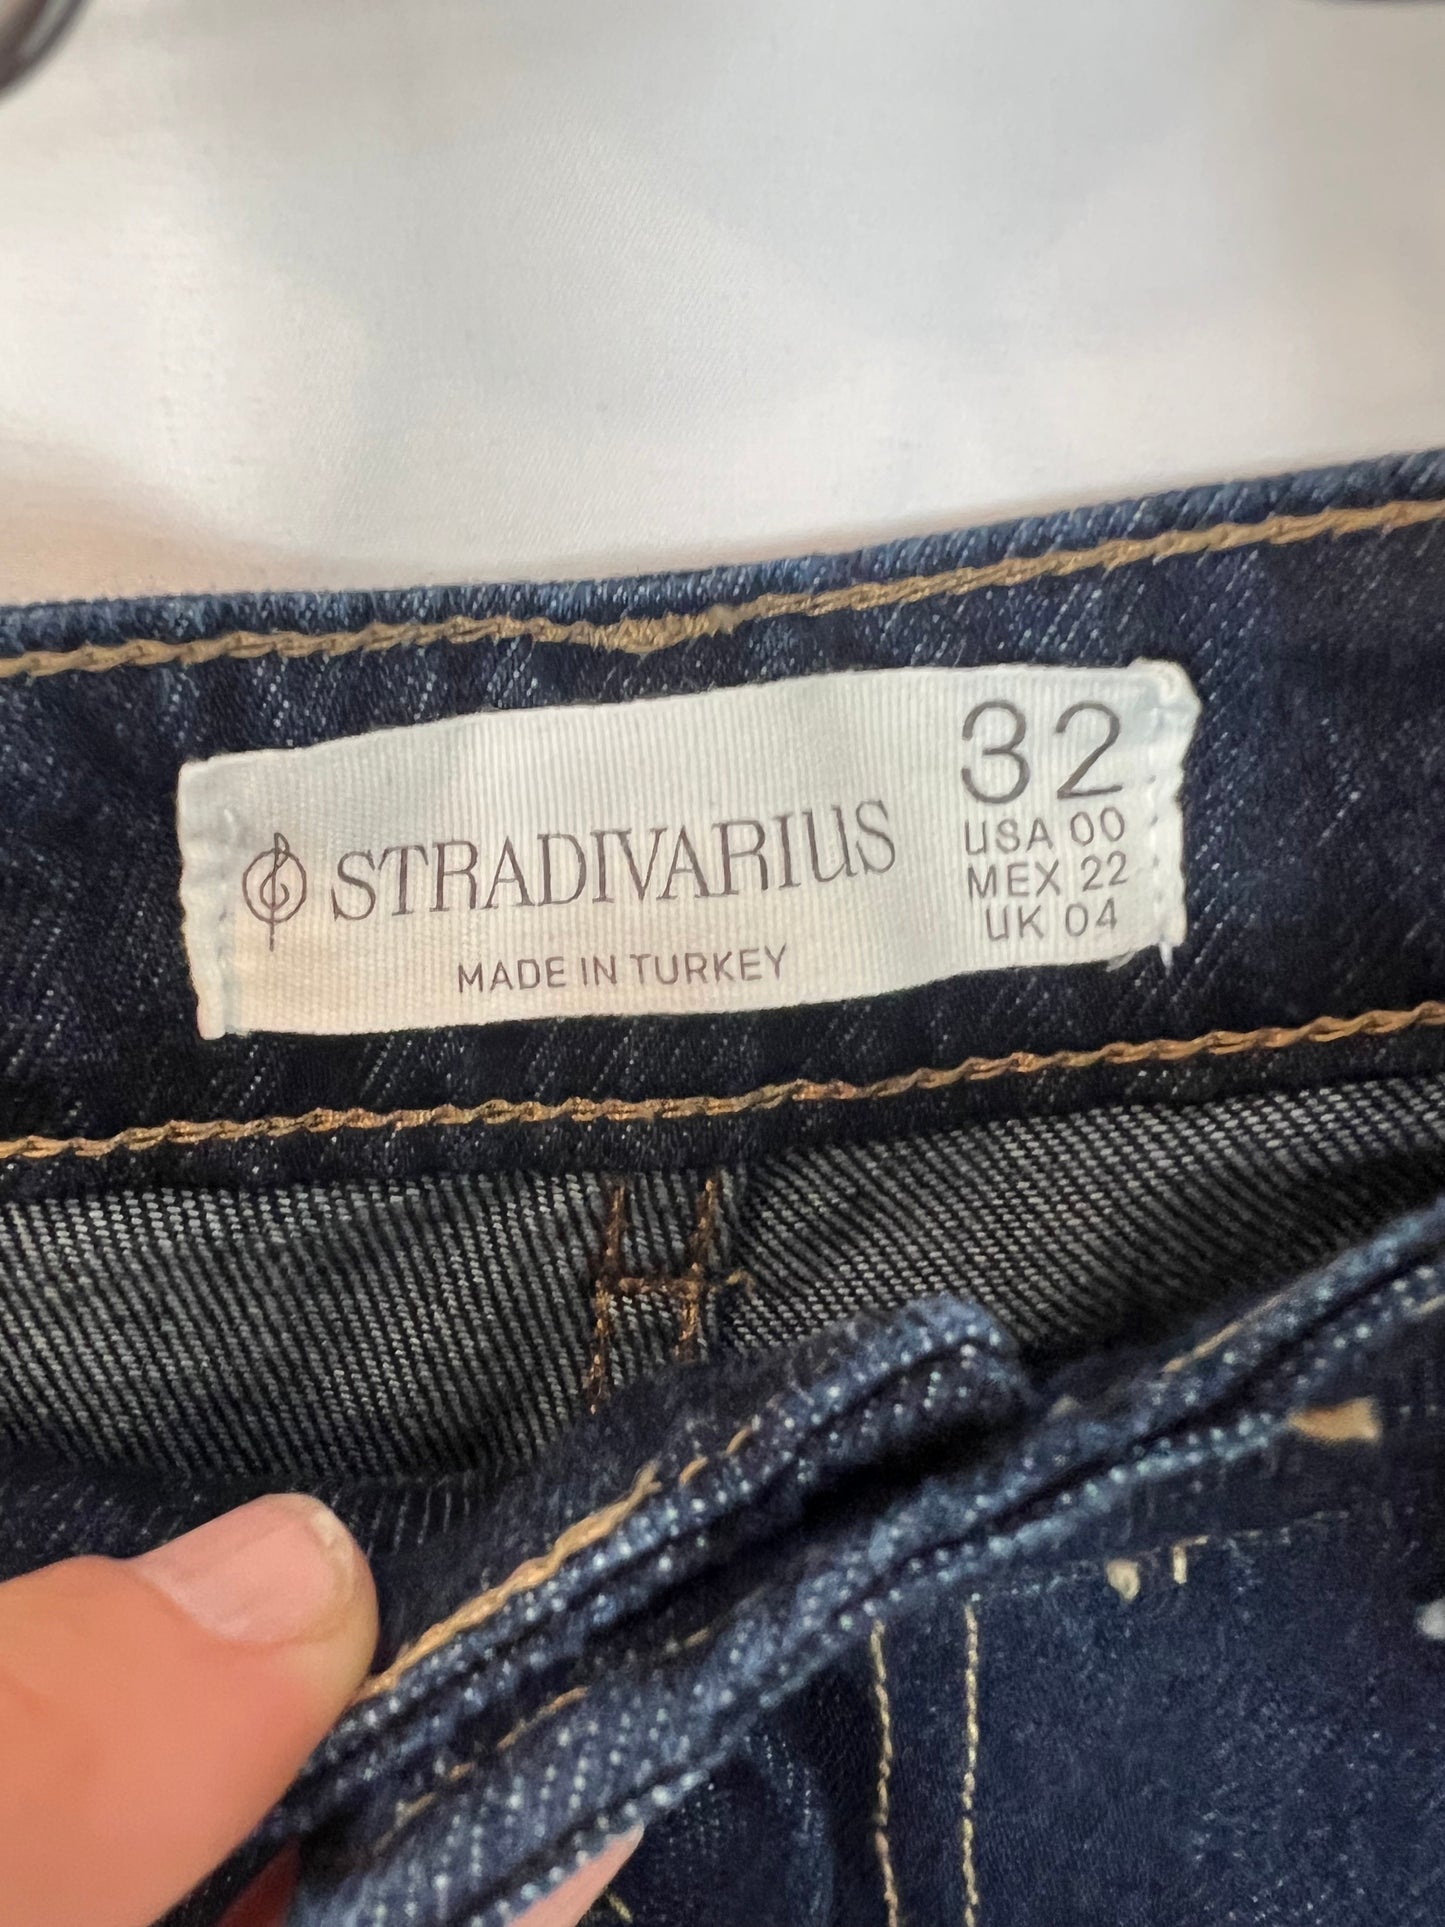 STRADIVARIUS
MADE IN TURKEY
32
USA 00
MEX 22
UK 04